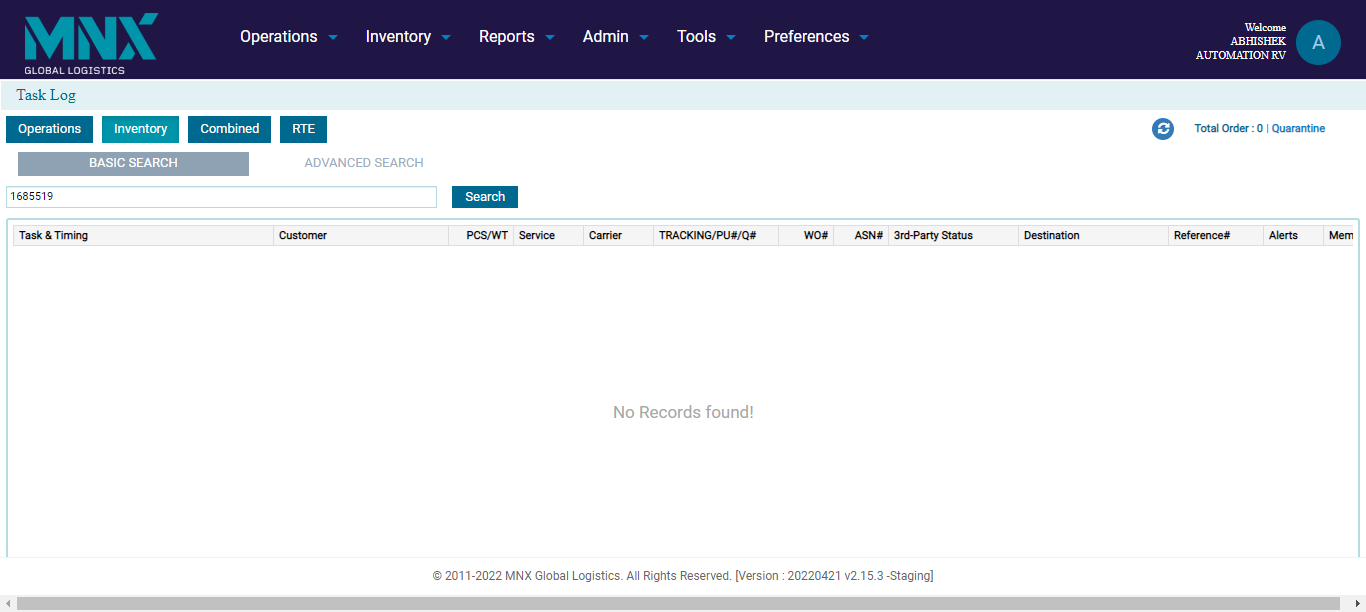 MNX
GLOBAL LOGISTICS
Operations Inventory Reports Admin Tools Preferences
Welcome
ABHISHEK
AUTOMATION RV
A
Task Log
Operations Inventory Combined RTE
Total Order : 0 | Quarantine
BASIC SEARCH ADVANCED SEARCH
1685519 Search
Task & Timing Customer PCS/WT Service Carrier TRACKING/PU#/Q# WO# ASN# 3rd-Party Status Destination Reference# Alerts Mem
No Records found!
© 2011-2022 MNX Global Logistics. All Rights Reserved. [Version : 20220421 v2.15.3 -Staging]